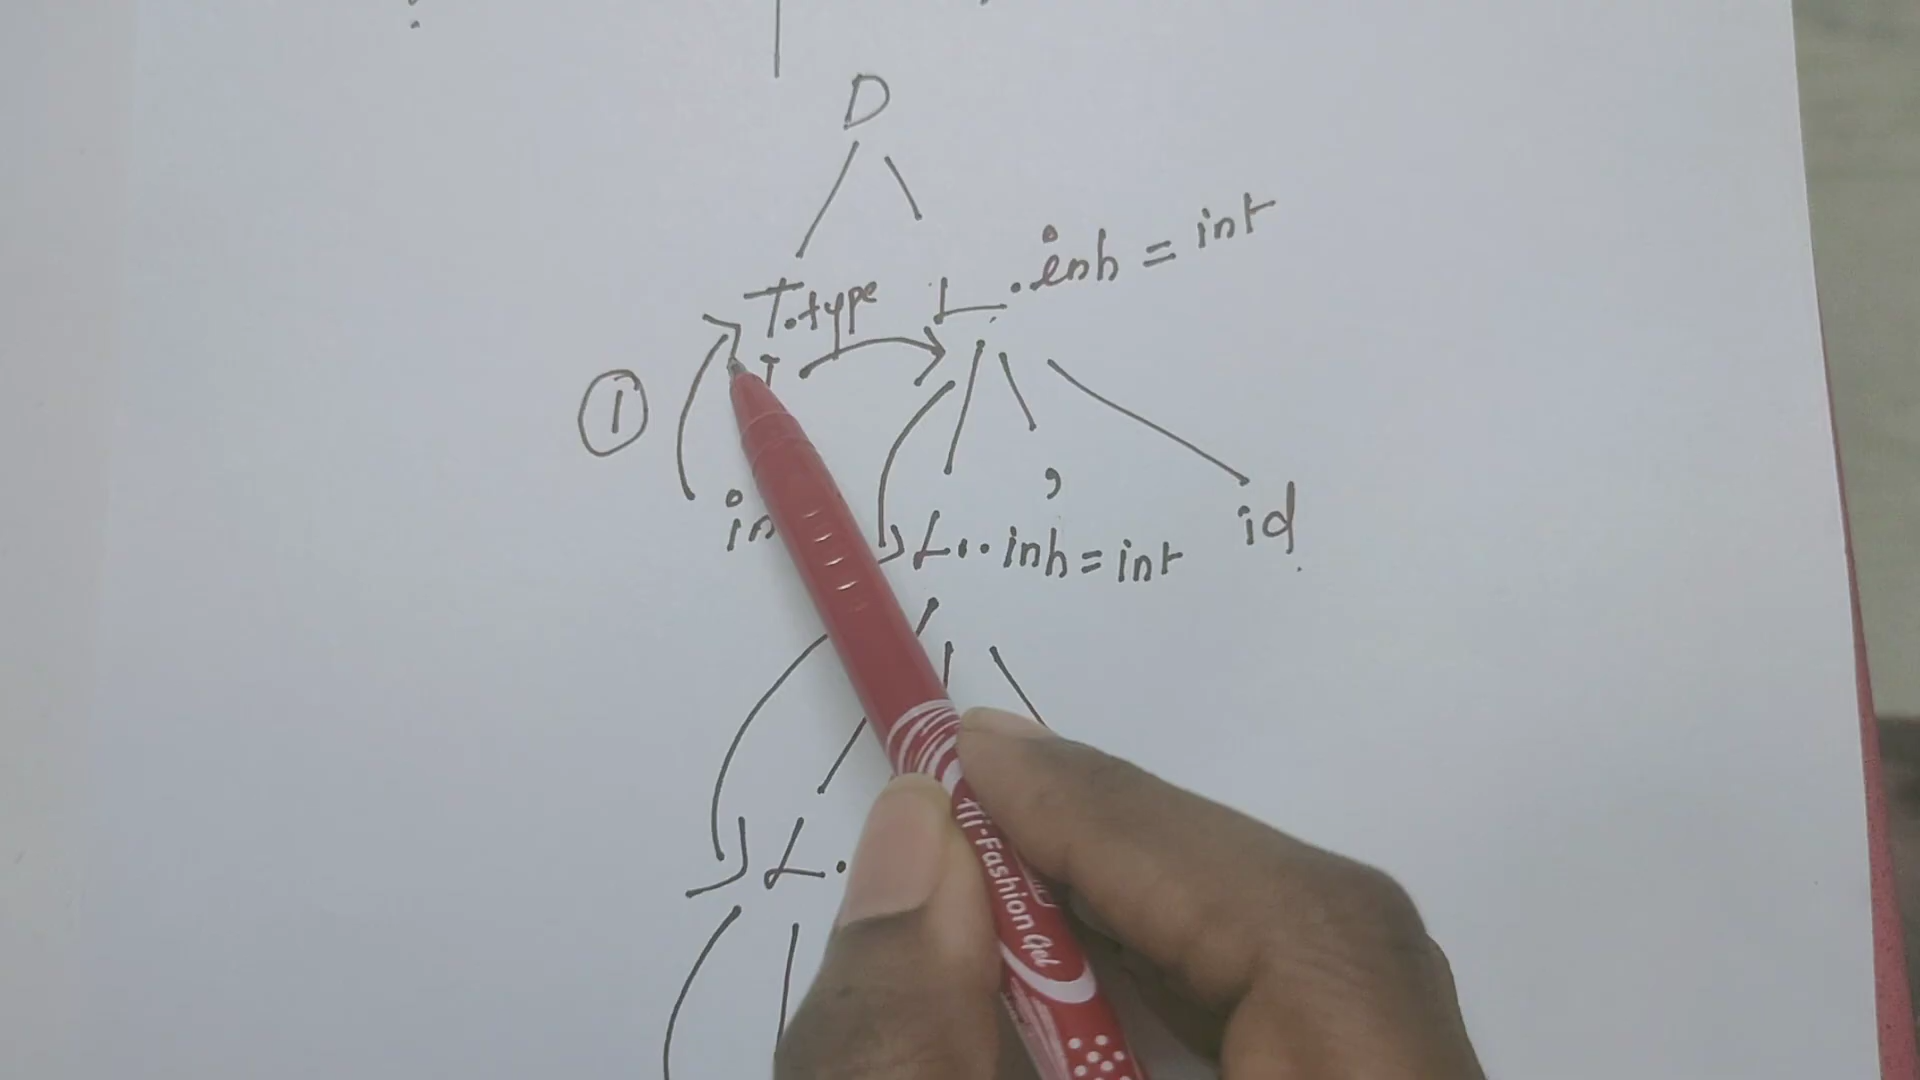 D
T.type L.inh = int
①
, id
L.inh = int
L.
Hi-Fashion Gel